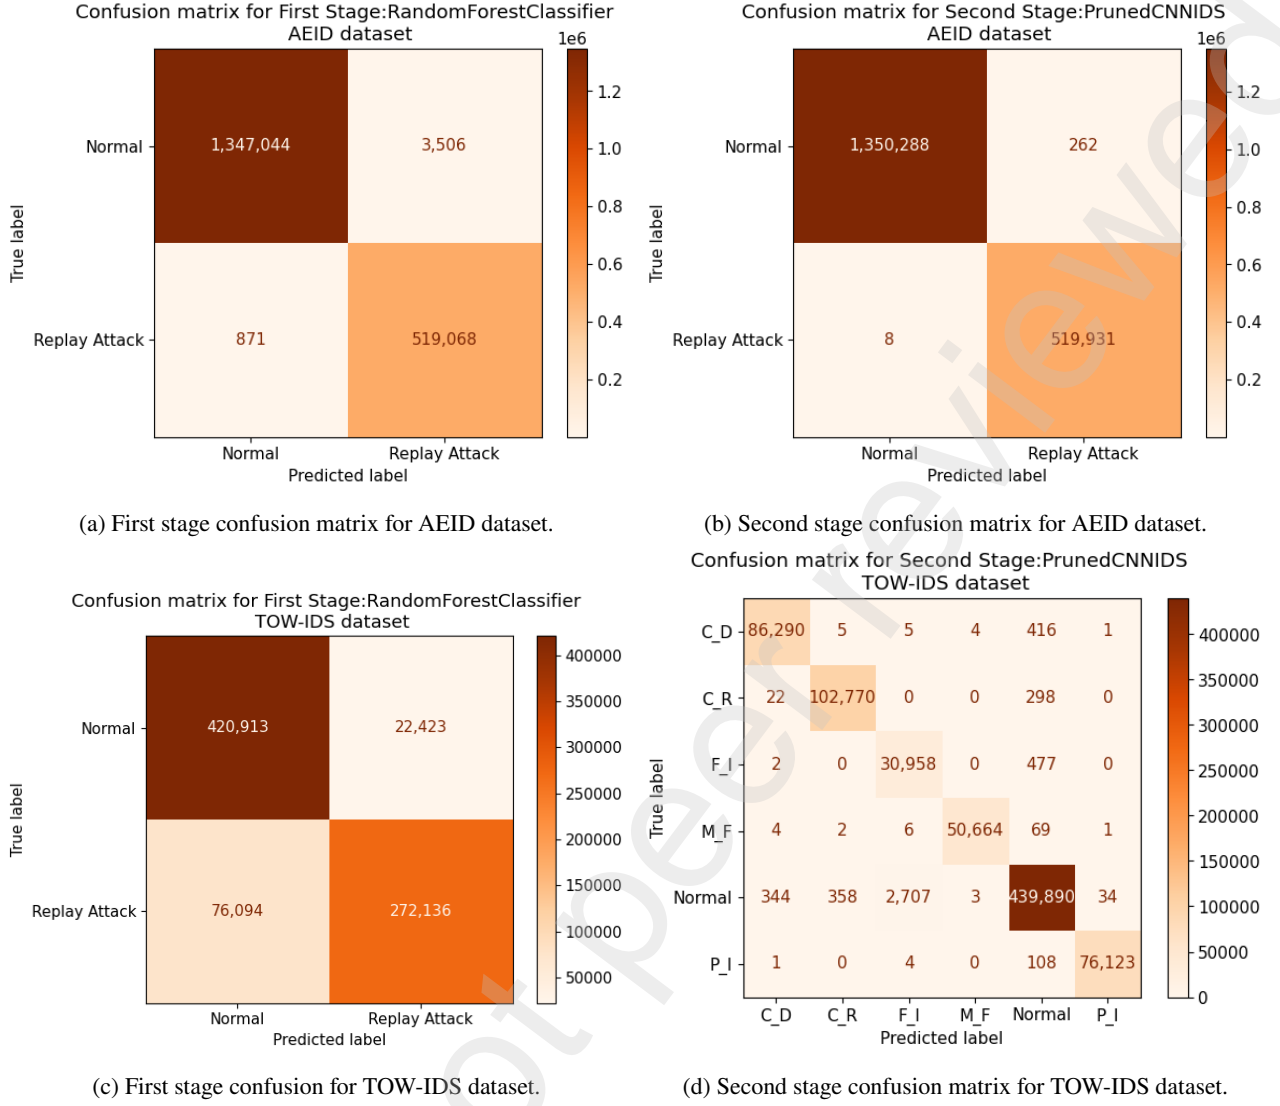 Confusion matrix for First Stage:RandomForestClassifier
AEID dataset
1e6
Normal
1,347,044 3,506
Replay Attack
871 519,068
True label
Normal Replay Attack
Predicted label
1.2
1.0
0.8
0.6
0.4
0.2
(a) First stage confusion matrix for AEID dataset.
Confusion matrix for Second Stage:PrunedCNNIDS
AEID dataset
1e6
Normal
1,350,288 262
Replay Attack
8 519,931
True label
Normal Replay Attack
Predicted label
1.2
1.0
0.8
0.6
0.4
0.2
(b) Second stage confusion matrix for AEID dataset.
Confusion matrix for First Stage:RandomForestClassifier
TOW-IDS dataset
Normal
420,913 22,423
Replay Attack
76,094 272,136
True label
Normal Replay Attack
Predicted label
400000
350000
300000
250000
200000
150000
100000
50000
(c) First stage confusion for TOW-IDS dataset.
Confusion matrix for Second Stage:PrunedCNNIDS
TOW-IDS dataset
C_D 86,290 5 5 4 416 1
C_R 22 102,770 0 0 298 0
F_I 2 0 30,958 0 477 0
M_F 4 2 6 50,664 69 1
Normal 344 358 2,707 3 439,890 34
P_I 1 0 4 0 108 76,123
True label
C_D C_R F_I M_F Normal P_I
Predicted label
400000
350000
300000
250000
200000
150000
100000
50000
0
(d) Second stage confusion matrix for TOW-IDS dataset.
ot peer reviewed